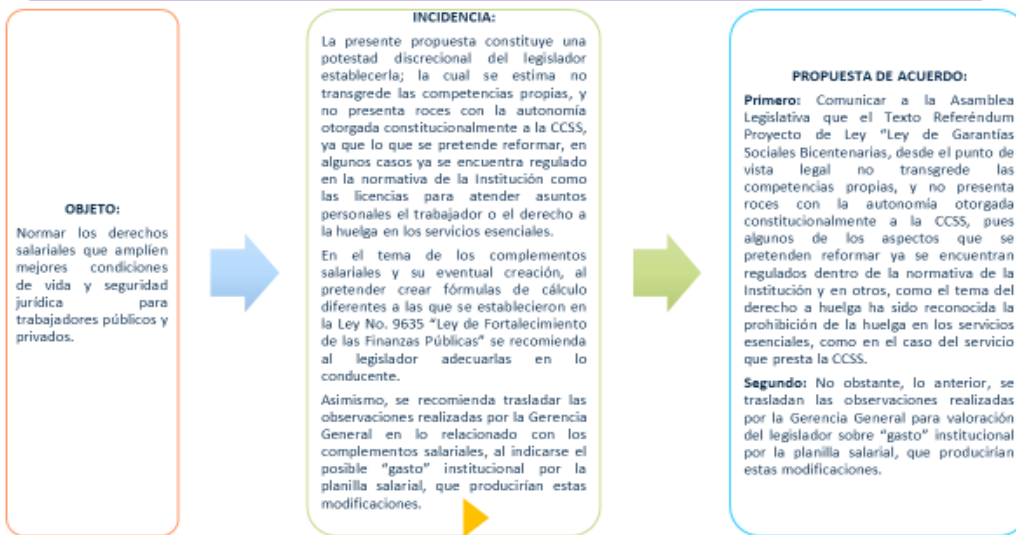 OBJETO:
Normar los derechos
salariales que amplíen
mejores condiciones
de vida y seguridad
jurídica para
trabajadores públicos y
privados.
INCIDENCIA:
La presente propuesta constituye una
potestad discrecional del legislador
establecerla; la cual se estima no
transgrede las competencias propias, y
no presenta roces con la autonomía
otorgada constitucionalmente a la CCSS,
ya que lo que se pretende reformar, en
algunos casos ya se encuentra regulado
en la normativa de la Institución como
las licencias para atender asuntos
personales el trabajador o el derecho a
la huelga en los servicios esenciales.
En el tema de los complementos
salariales y su eventual creación, al
pretender crear fórmulas de cálculo
diferentes a las que se establecieron en
la Ley No. 9635 "Ley de Fortalecimiento
de las Finanzas Públicas" se recomienda
al legislador adecuarlas en lo
conducente.
Asimismo, se recomienda trasladar las
observaciones realizadas por la Gerencia
General en lo relacionado con los
complementos salariales, al indicarse el
posible "gasto" institucional por la
planilla salarial, que producirían estas
modificaciones.
PROPUESTA DE ACUERDO:
Primero: Comunicar a la Asamblea
Legislativa que el Texto Referéndum
Proyecto de Ley "Ley de Garantías
Sociales Bicentenarias, desde el punto de
vista legal no transgrede las
competencias propias, y no presenta
roces con la autonomía otorgada
constitucionalmente a la CCSS, pues
algunos de los aspectos que se
pretenden reformar ya se encuentran
regulados dentro de la normativa de la
Institución y en otros, como el tema del
derecho a huelga ha sido reconocida la
prohibición de la huelga en los servicios
esenciales, como en el caso del servicio
que presta la CCSS.
Segundo: No obstante, lo anterior, se
trasladan las observaciones realizadas
por la Gerencia General para valoración
del legislador sobre "gasto" institucional
por la planilla salarial, que producirían
estas modificaciones.